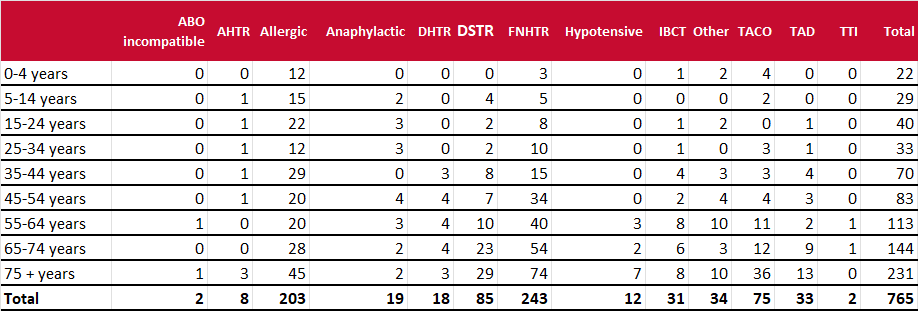 ABO incompatible AHTR Allergic Anaphylactic DHTR DSTR FNHTR Hypotensive IBCT Other TACO TAD TTI Total
0-4 years 0 0 12 0 0 0 3 0 1 2 4 0 0 22
5-14 years 0 1 15 2 0 4 5 0 0 0 2 0 0 29
15-24 years 0 1 22 3 0 2 8 0 1 2 0 1 0 40
25-34 years 0 1 12 3 0 2 10 0 1 0 3 1 0 33
35-44 years 0 1 29 0 3 8 15 0 4 3 3 4 0 70
45-54 years 0 1 20 4 4 7 34 0 2 4 4 3 0 83
55-64 years 1 0 20 3 4 10 40 3 8 10 11 2 1 113
65-74 years 0 0 28 2 4 23 54 2 6 3 12 9 1 144
75 + years 1 3 45 2 3 29 74 7 8 10 36 13 0 231
Total 2 8 203 19 18 85 243 12 31 34 75 33 2 765